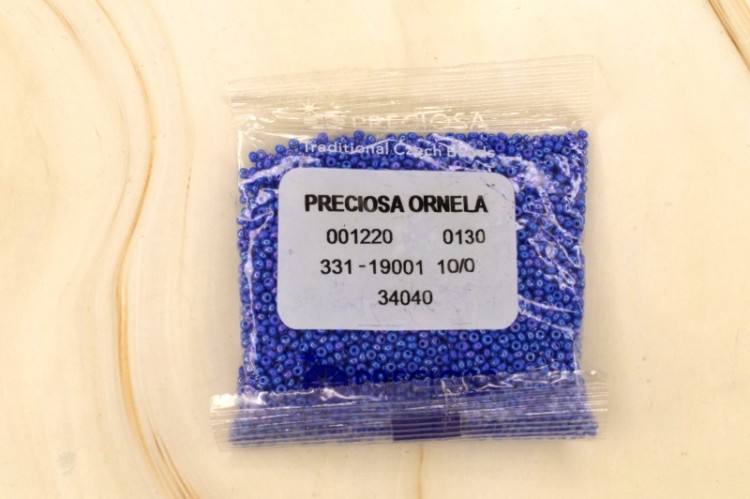 PRECIOSA
Traditional Czech Beads
PRECIOSA ORNELA
001220 0130
331-19001 10/0
34040